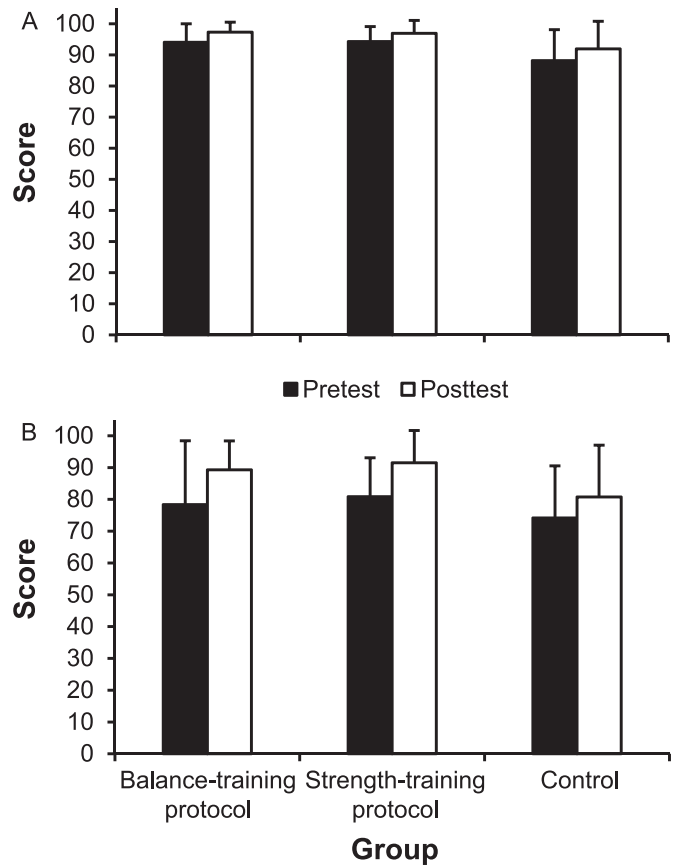 A
100
90
80
70
60
50
40
30
20
10
0
Score
Pretest Posttest
B
100
90
80
70
60
50
40
30
20
10
0
Score
Balance-training protocol
Strength-training protocol
Control
Group